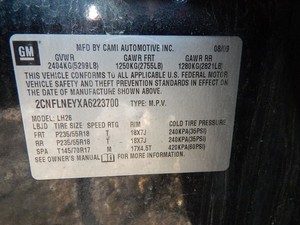 GM
MFD BY CAMI AUTOMOTIVE INC. 08/09
GVWR GAWR FRT GAWR RR
2404KG(5299LB) 1250KG(2755LB) 1280KG(2821LB)
THIS VEHICLE CONFORMS TO ALL APPLICABLE U.S. FEDERAL MOTOR
VEHICLE SAFETY AND THEFT PREVENTION STANDARDS IN EFFECT ON
THE DATE OF MANUFACTURE SHOWN ABOVE.
2CNFLNEYXA6223700 TYPE: M.P.V.
MODEL: LH26
LBJD TIRE SIZE SPEED RTG RIM COLD TIRE PRESSURE
FRT P235/55R18 T 18X7J 240KPA(35PSI)
RR P235/55R18 T 18X7J 240KPA(35PSI)
SPA T145/70R17 M 17X4.5T 420KPA(60PSI)
SEE OWNER'S MANUAL FOR MORE INFORMATION.